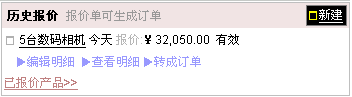 历史报价 报价单可生成订单 新建
5台数码相机 今天 报价:¥ 32,050.00 有效
▶编辑明细 ▶查看明细 ▶转成订单
已报价产品>>